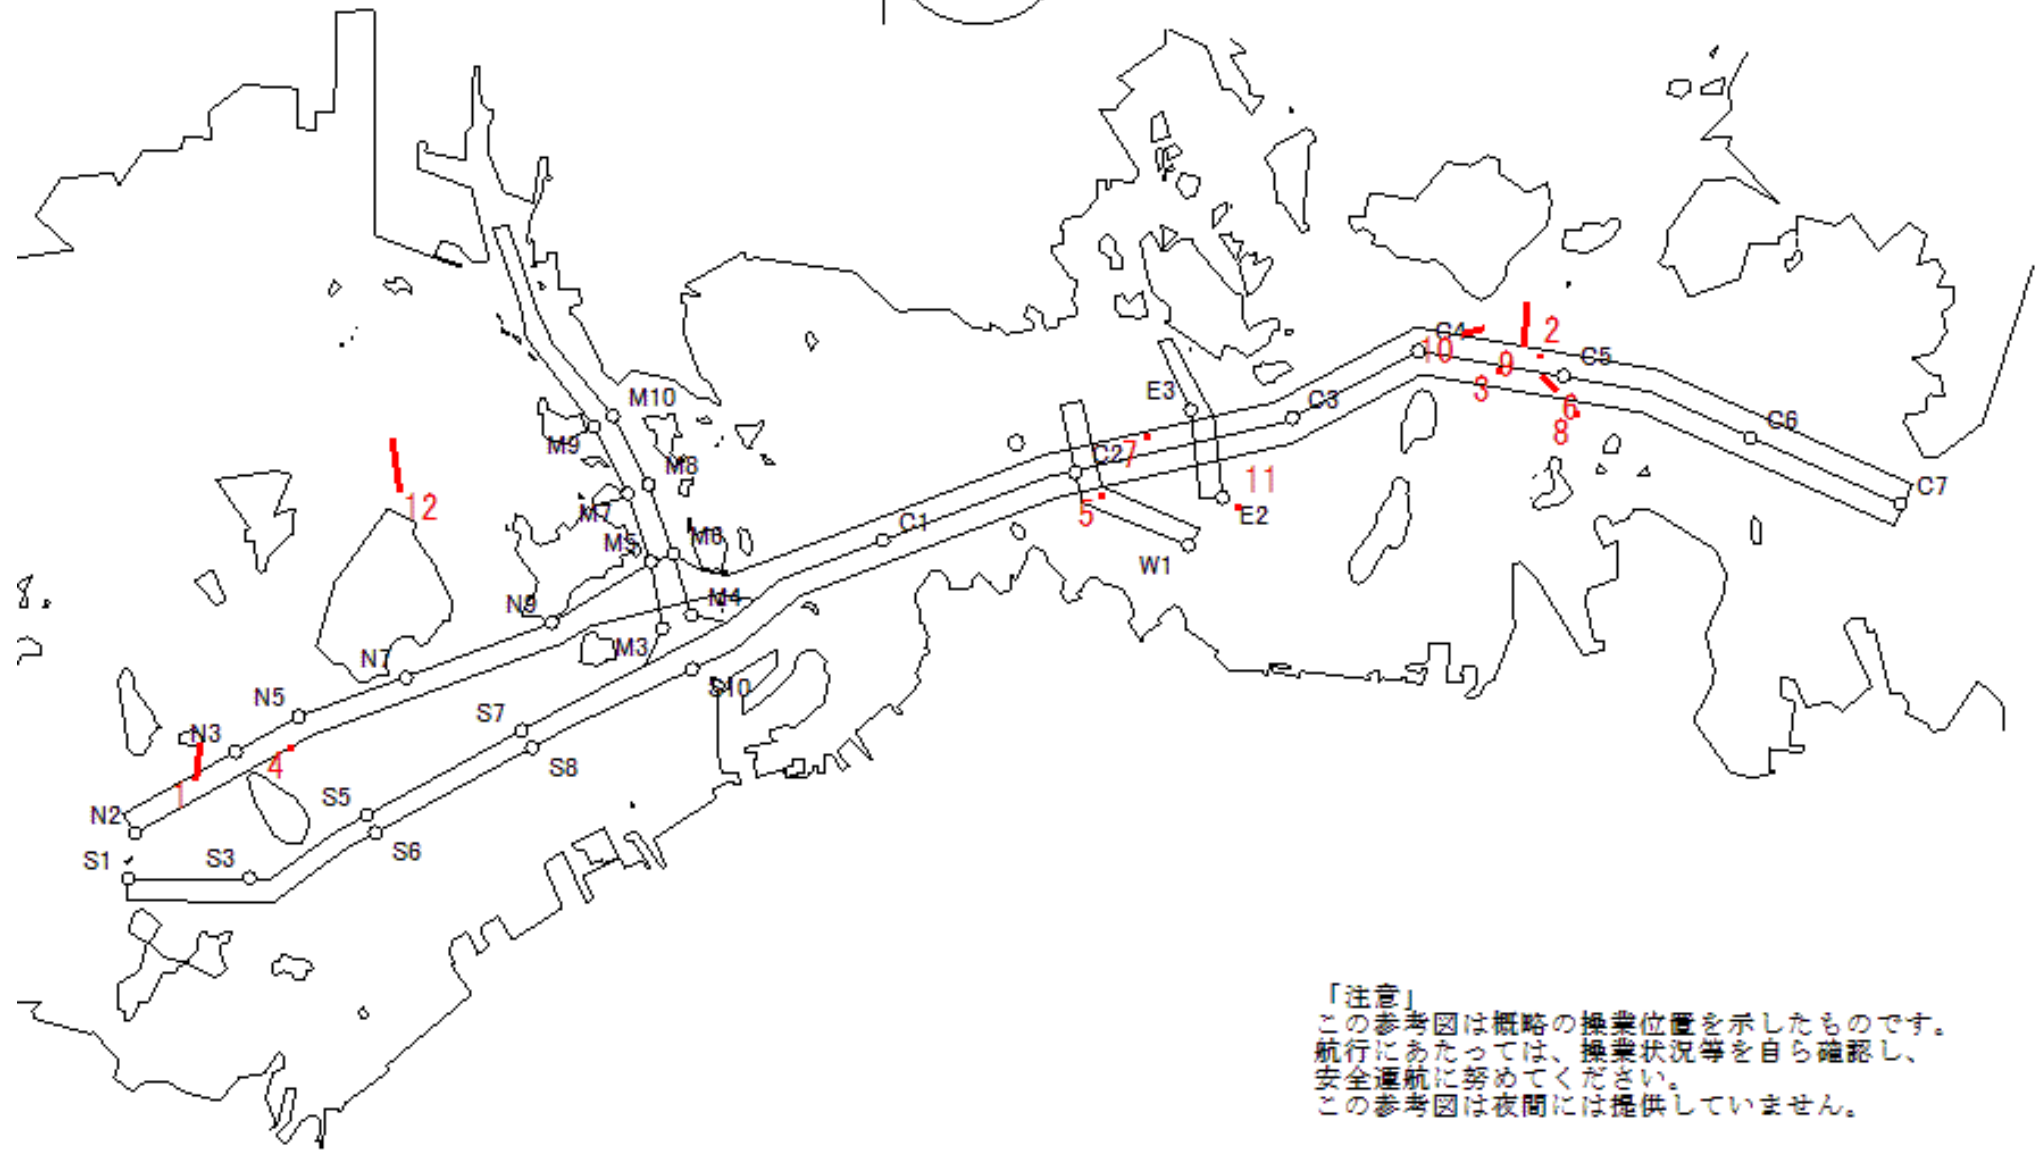 2
C4
10
9
C5
3
6
8
M10
E3
C3
C6
M9
C2
7
M8
11
C7
12
5
E2
M7
C1
M6
M5
W1
N9
M4
M3
N7
S10
N5
S7
N3
4
S8
1
S5
N2
S6
S1
S3
「注意」
この参考図は概略の操業位置を示したものです。
航行にあたっては、操業状況等を自ら確認し、
安全運航に努めてください。
この参考図は夜間には提供していません。